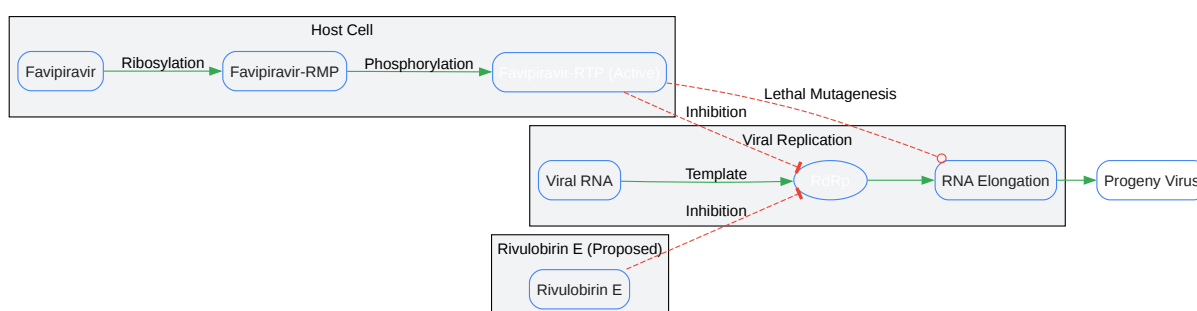 Host Cell
Favipiravir
Ribosylation
Favipiravir-RMP
Phosphorylation
Favipiravir-RTP (Active)
Lethal Mutagenesis
Inhibition
Viral Replication
Viral RNA
Template
RdRp
RNA Elongation
Progeny Virus
Inhibition
Rivulobirin E (Proposed)
Rivulobirin E